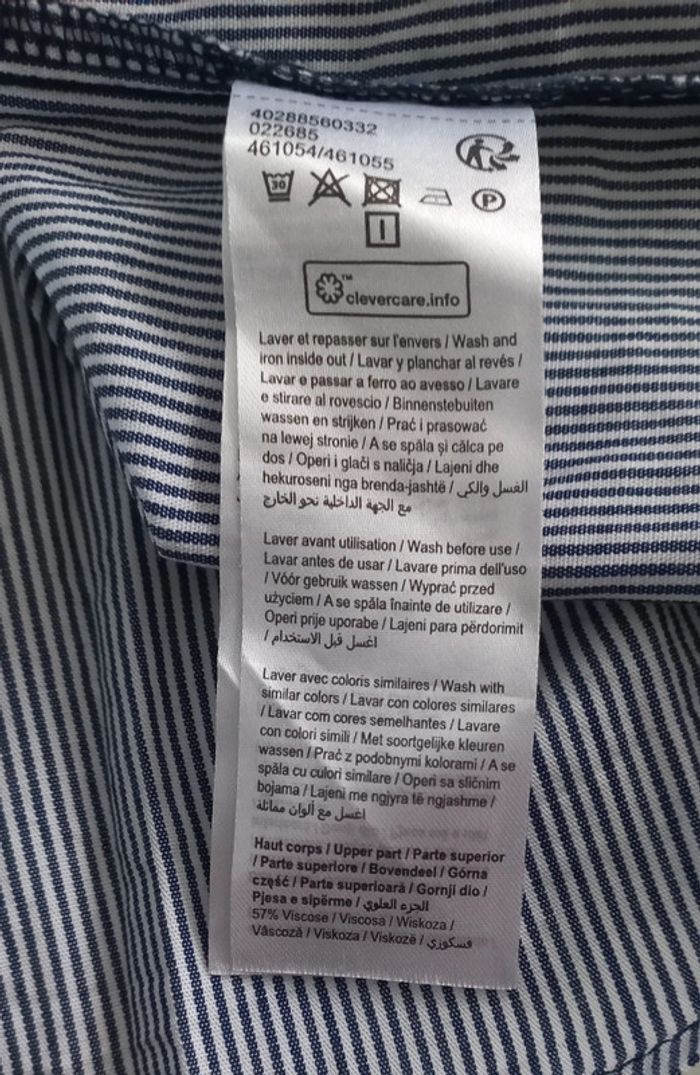 40288560332
022685
461054/461055
30
P
I
™
clevercare.info
Laver et repasser sur l'envers / Wash and
iron inside out / Lavar y planchar al revés /
Lavar e passar a ferro ao avesso / Lavare
e stirare al rovescio / Binnenstebuiten
wassen en strijken / Prać i prasować
na lewej stronie / A se spăla și călca pe
dos / Operi i glači s naličja / Lajeni dhe
hekuroseni nga brenda-jashtë / الغسل والكي
مع الجهة الداخلية نحو الخارج
Laver avant utilisation / Wash before use /
Lavar antes de usar / Lavare prima dell'uso
/ Vóór gebruik wassen / Wyprać przed
użyciem / A se spăla înainte de utilizare /
Operi prije uporabe / Lajeni para përdorimit
/ اغسل قبل الاستخدام
Laver avec coloris similaires / Wash with
similar colors / Lavar con colores similares
/ Lavar com cores semelhantes / Lavare
con colori simili / Met soortgelijke kleuren
wassen / Prać z podobnymi kolorami / A se
spăla cu culori similare / Operi sa sličnim
bojama / Lajeni me ngjyra të ngjashme /
اغسل مع ألوان مماثلة
Haut corps / Upper part / Parte superior
/ Parte superiore / Bovendeel / Górna
część / Parte superioară / Gornji dio /
Pjesa e sipërme / الجزء العلوي
57% Viscose / Viscosa / Wiskoza /
Vâscoză / Viskoza / Viskozë / فسكوزي